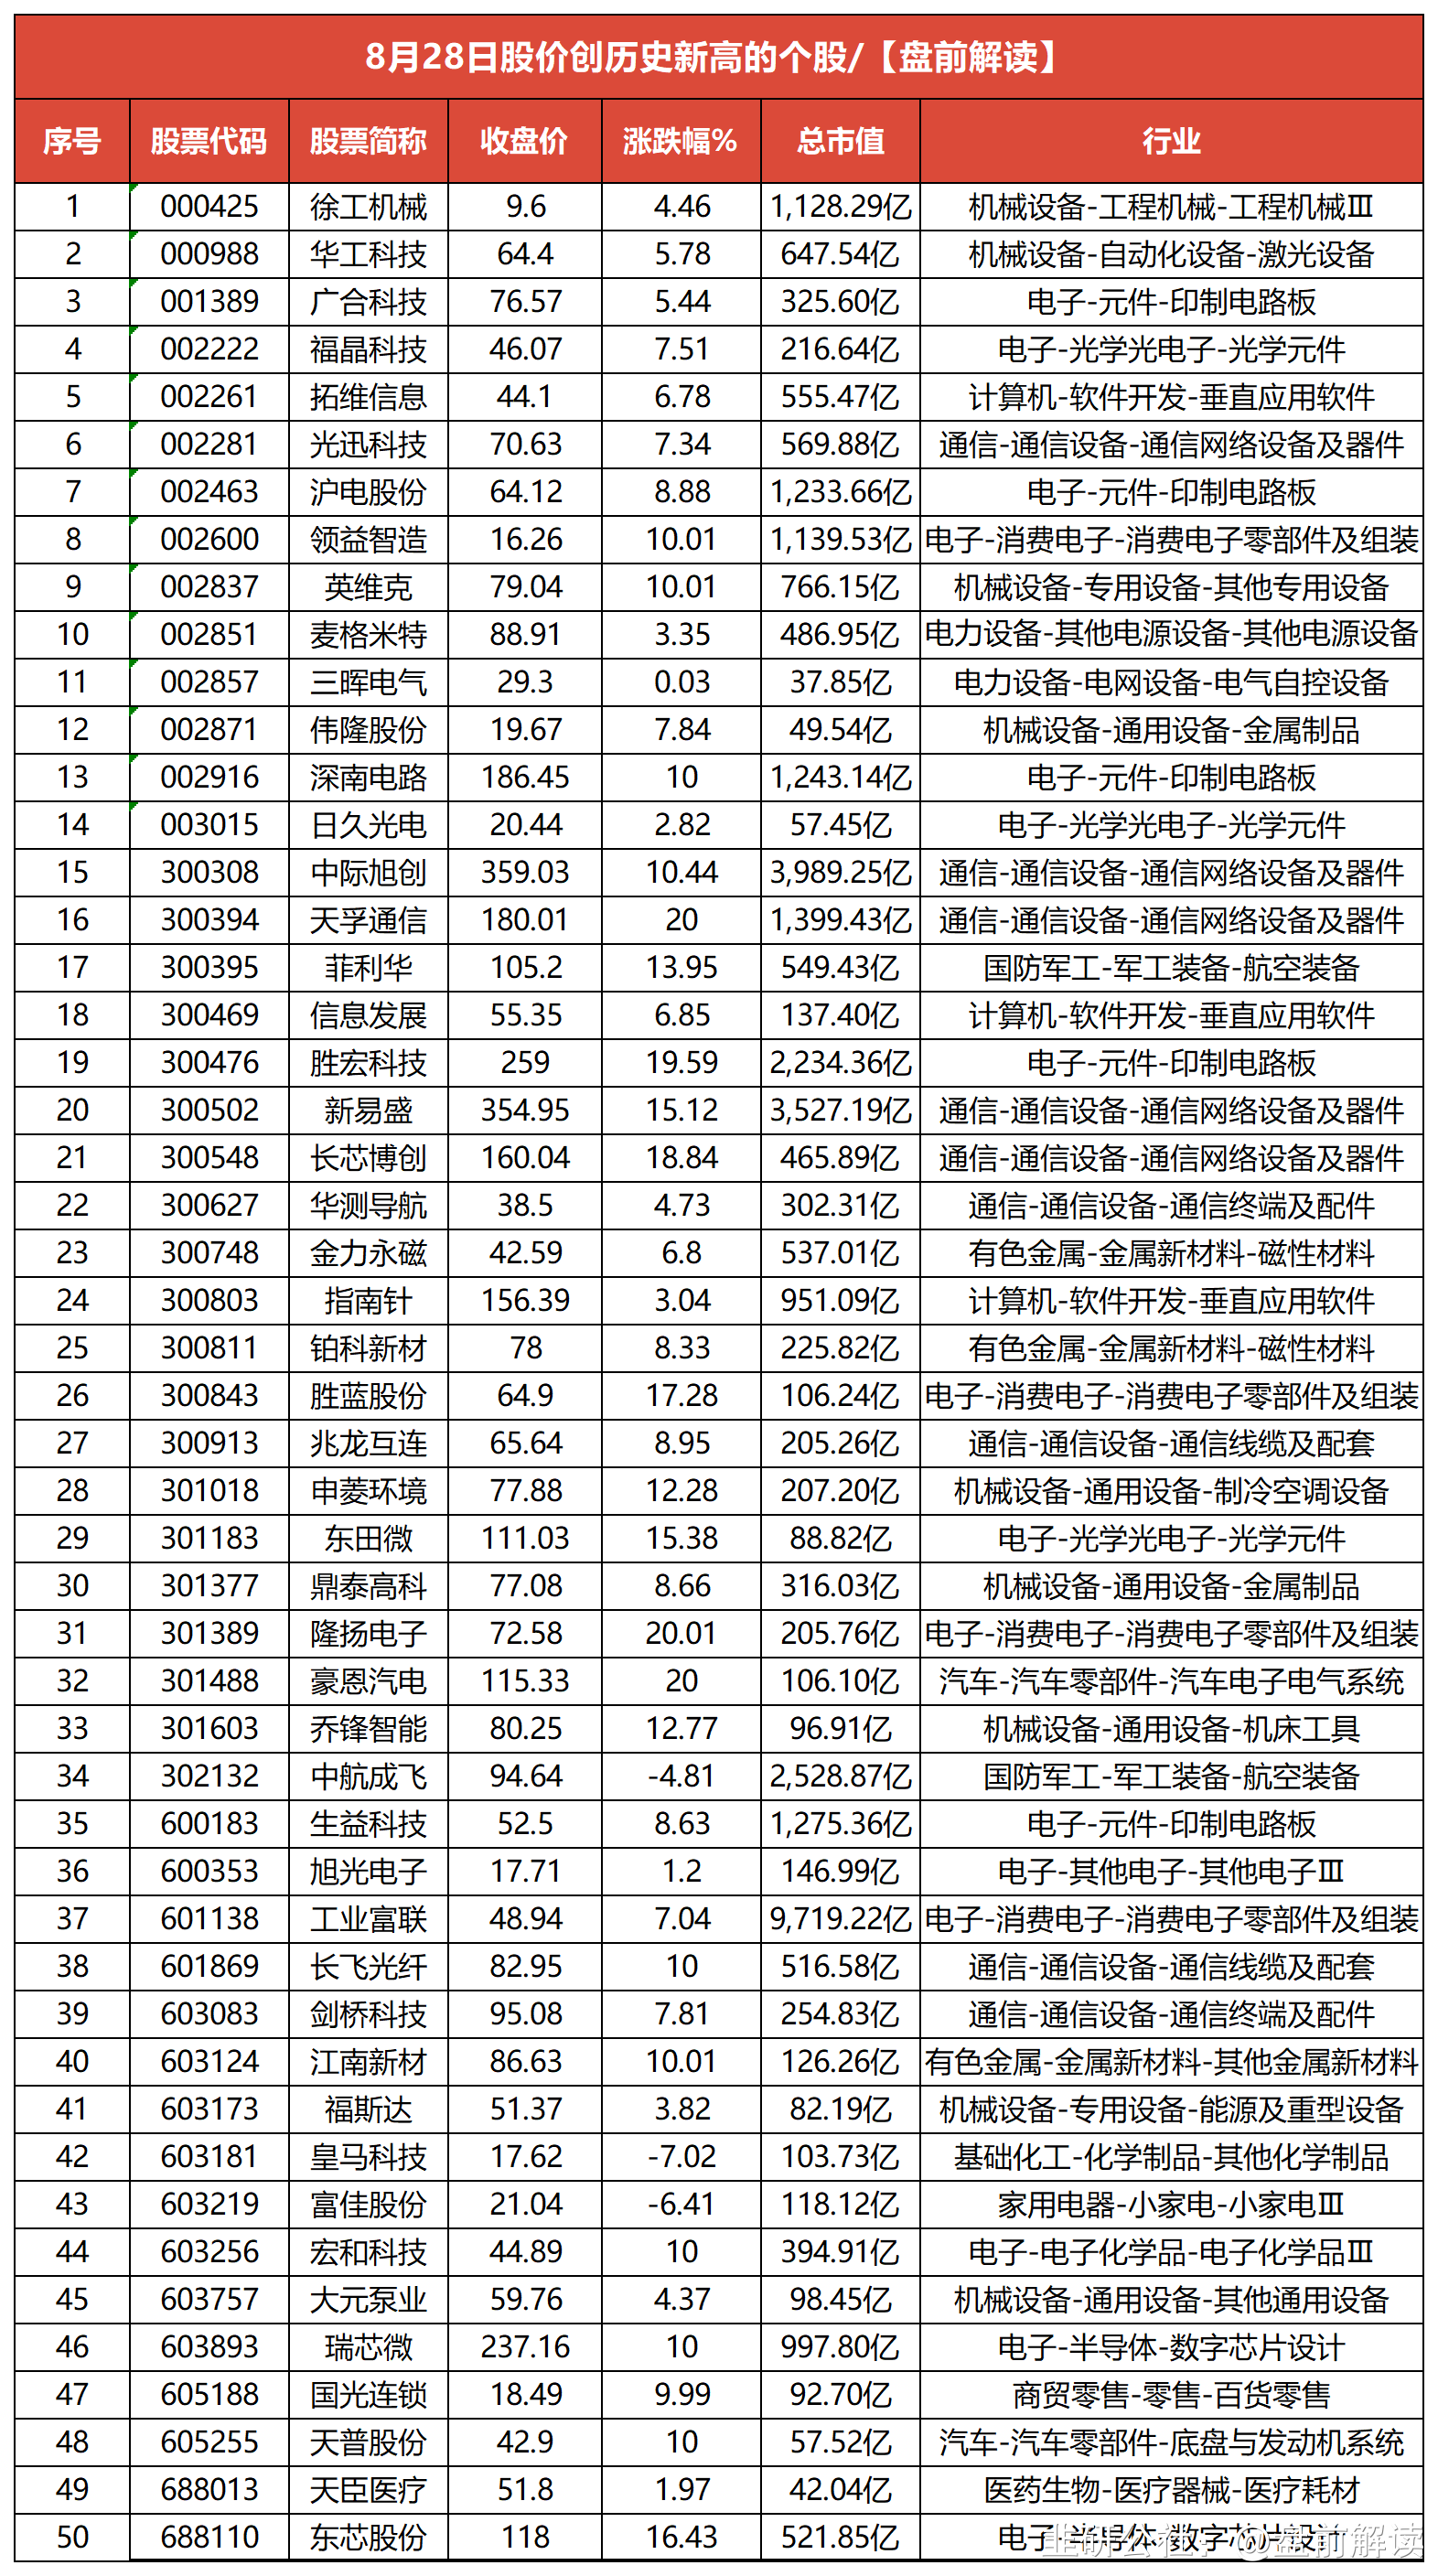 8月28日股价创历史新高的个股/【盘前解读】
序号 股票代码 股票简称 收盘价 涨跌幅% 总市值 行业
1 000425 徐工机械 9.6 4.46 1,128.29亿 机械设备-工程机械-工程机械Ⅲ
2 000988 华工科技 64.4 5.78 647.54亿 机械设备-自动化设备-激光设备
3 001389 广合科技 76.57 5.44 325.60亿 电子-元件-印制电路板
4 002222 福晶科技 46.07 7.51 216.64亿 电子-光学光电子-光学元件
5 002261 拓维信息 44.1 6.78 555.47亿 计算机-软件开发-垂直应用软件
6 002281 光迅科技 70.63 7.34 569.88亿 通信-通信设备-通信网络设备及器件
7 002463 沪电股份 64.12 8.88 1,233.66亿 电子-元件-印制电路板
8 002600 领益智造 16.26 10.01 1,139.53亿 电子-消费电子-消费电子零部件及组装
9 002837 英维克 79.04 10.01 766.15亿 机械设备-专用设备-其他专用设备
10 002851 麦格米特 88.91 3.35 486.95亿 电力设备-其他电源设备-其他电源设备
11 002857 三晖电气 29.3 0.03 37.85亿 电力设备-电网设备-电气自控设备
12 002871 伟隆股份 19.67 7.84 49.54亿 机械设备-通用设备-金属制品
13 002916 深南电路 186.45 10 1,243.14亿 电子-元件-印制电路板
14 003015 日久光电 20.44 2.82 57.45亿 电子-光学光电子-光学元件
15 300308 中际旭创 359.03 10.44 3,989.25亿 通信-通信设备-通信网络设备及器件
16 300394 天孚通信 180.01 20 1,399.43亿 通信-通信设备-通信网络设备及器件
17 300395 菲利华 105.2 13.95 549.43亿 国防军工-军工装备-航空装备
18 300469 信息发展 55.35 6.85 137.40亿 计算机-软件开发-垂直应用软件
19 300476 胜宏科技 259 19.59 2,234.36亿 电子-元件-印制电路板
20 300502 新易盛 354.95 15.12 3,527.19亿 通信-通信设备-通信网络设备及器件
21 300548 长芯博创 160.04 18.84 465.89亿 通信-通信设备-通信网络设备及器件
22 300627 华测导航 38.5 4.73 302.31亿 通信-通信设备-通信终端及配件
23 300748 金力永磁 42.59 6.8 537.01亿 有色金属-金属新材料-磁性材料
24 300803 指南针 156.39 3.04 951.09亿 计算机-软件开发-垂直应用软件
25 300811 铂科新材 78 8.33 225.82亿 有色金属-金属新材料-磁性材料
26 300843 胜蓝股份 64.9 17.28 106.24亿 电子-消费电子-消费电子零部件及组装
27 300913 兆龙互连 65.64 8.95 205.26亿 通信-通信设备-通信线缆及配套
28 301018 申菱环境 77.88 12.28 207.20亿 机械设备-通用设备-制冷空调设备
29 301183 东田微 111.03 15.38 88.82亿 电子-光学光电子-光学元件
30 301377 鼎泰高科 77.08 8.66 316.03亿 机械设备-通用设备-金属制品
31 301389 隆扬电子 72.58 20.01 205.76亿 电子-消费电子-消费电子零部件及组装
32 301488 豪恩汽电 115.33 20 106.10亿 汽车-汽车零部件-汽车电子电气系统
33 301603 乔锋智能 80.25 12.77 96.91亿 机械设备-通用设备-机床工具
34 302132 中航成飞 94.64 -4.81 2,528.87亿 国防军工-军工装备-航空装备
35 600183 生益科技 52.5 8.63 1,275.36亿 电子-元件-印制电路板
36 600353 旭光电子 17.71 1.2 146.99亿 电子-其他电子-其他电子Ⅲ
37 601138 工业富联 48.94 7.04 9,719.22亿 电子-消费电子-消费电子零部件及组装
38 601869 长飞光纤 82.95 10 516.58亿 通信-通信设备-通信线缆及配套
39 603083 剑桥科技 95.08 7.81 254.83亿 通信-通信设备-通信终端及配件
40 603124 江南新材 86.63 10.01 126.26亿 有色金属-金属新材料-其他金属新材料
41 603173 福斯达 51.37 3.82 82.19亿 机械设备-专用设备-能源及重型设备
42 603181 皇马科技 17.62 -7.02 103.73亿 基础化工-化学制品-其他化学制品
43 603219 富佳股份 21.04 -6.41 118.12亿 家用电器-小家电-小家电Ⅲ
44 603256 宏和科技 44.89 10 394.91亿 电子-电子化学品-电子化学品Ⅲ
45 603757 大元泵业 59.76 4.37 98.45亿 机械设备-通用设备-其他通用设备
46 603893 瑞芯微 237.16 10 997.80亿 电子-半导体-数字芯片设计
47 605188 国光连锁 18.49 9.99 92.70亿 商贸零售-零售-百货零售
48 605255 天普股份 42.9 10 57.52亿 汽车-汽车零部件-底盘与发动机系统
49 688013 天臣医疗 51.8 1.97 42.04亿 医药生物-医疗器械-医疗耗材
50 688110 东芯股份 118 16.43 521.85亿 电子-半导体-数字芯片设计
韭研公社：@盘前解读